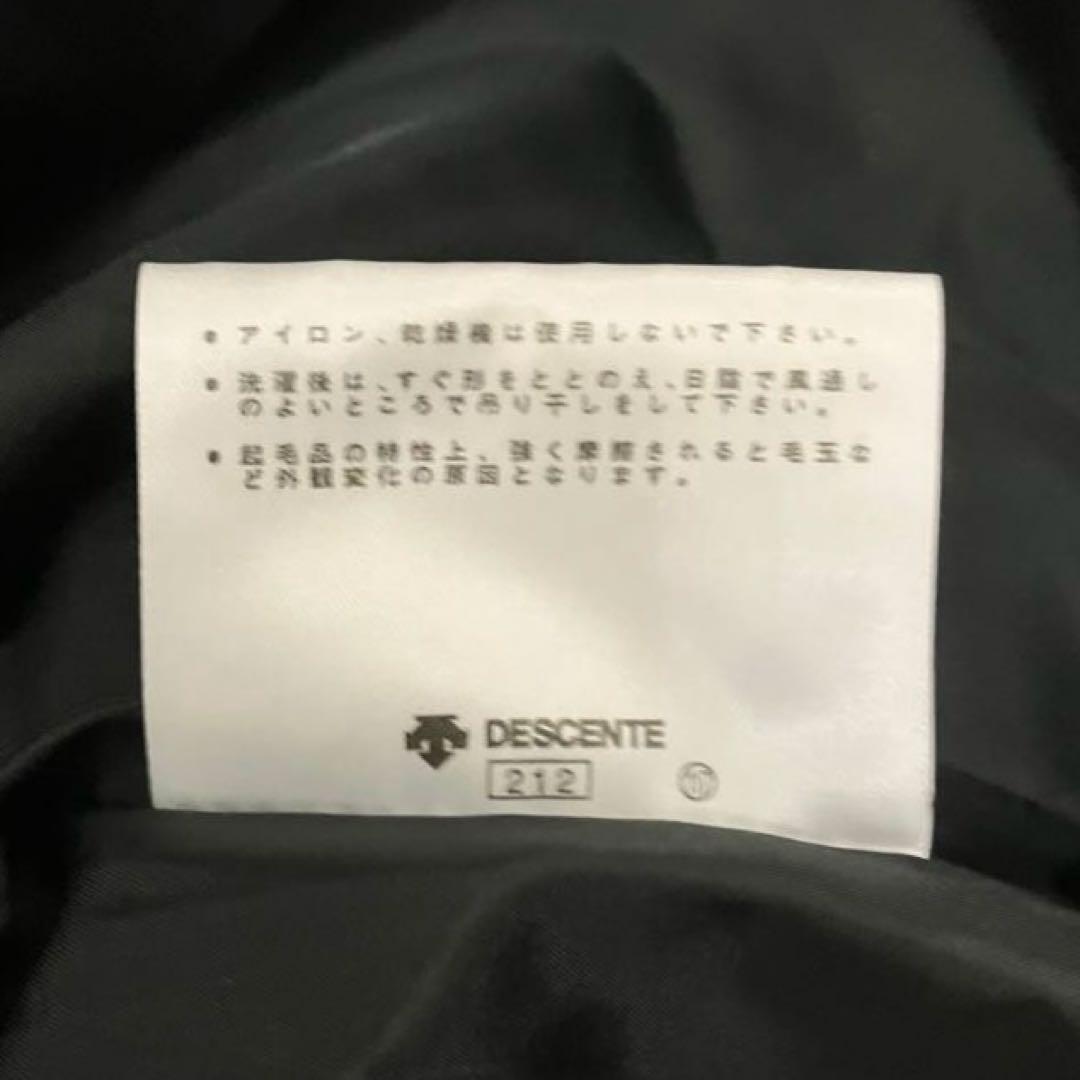 • アイロン、乾燥機は使用しないで下さい。
• 洗濯後は、すぐ形をととのえ、日陰で風通し
のよいところで吊り干しをして下さい。
• 起毛品の特性上、強く摩擦されると毛玉な
ど外観変化の原因となります。
DESCENTE
212